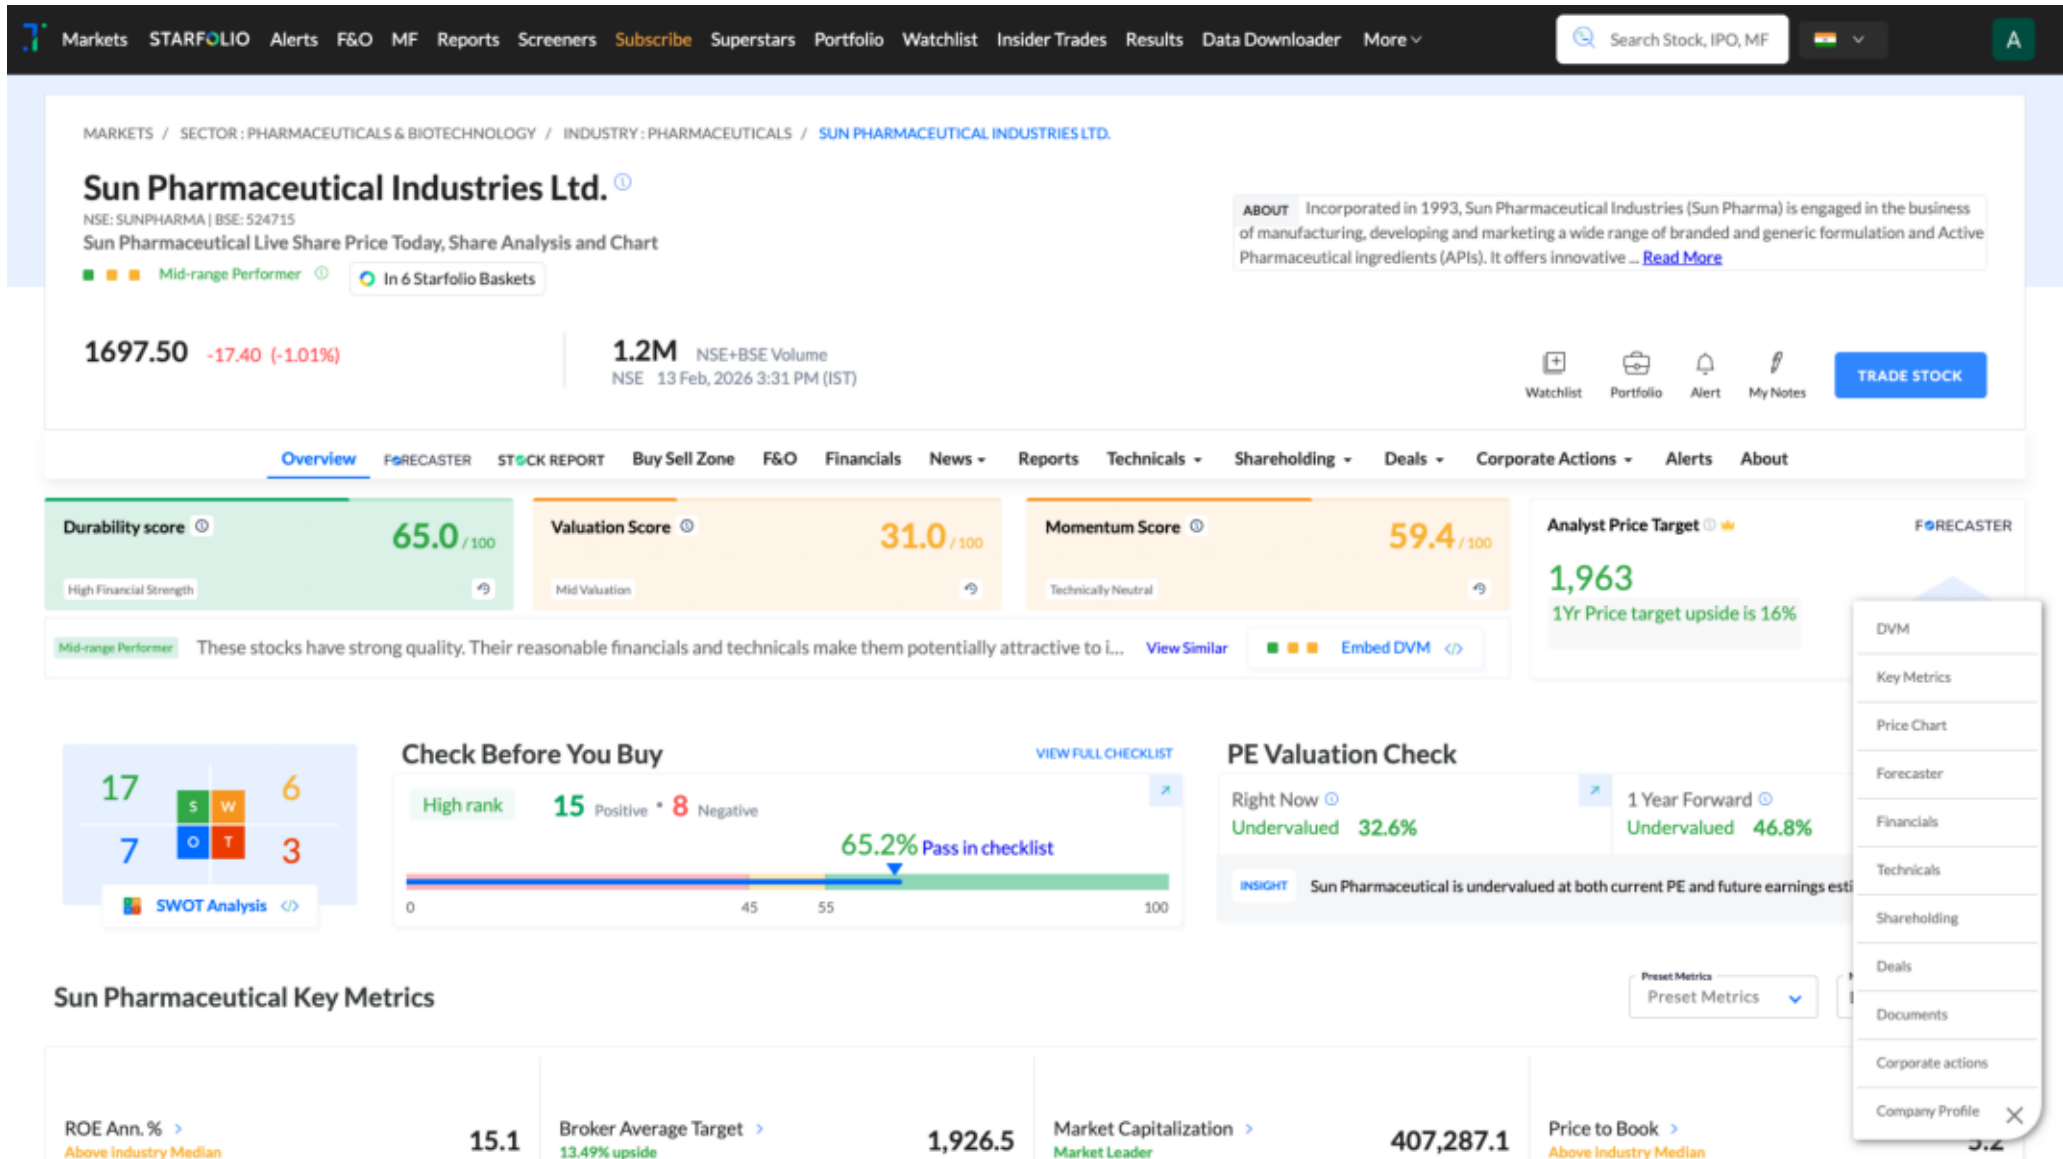 Markets STARFOLIO Alerts F&O MF Reports Screeners Subscribe Superstars Portfolio Watchlist Insider Trades Results Data Downloader More Search Stock, IPO, MF A
MARKETS / SECTOR : PHARMACEUTICALS & BIOTECHNOLOGY / INDUSTRY : PHARMACEUTICALS / SUN PHARMACEUTICAL INDUSTRIES LTD.
Sun Pharmaceutical Industries Ltd.
NSE: SUNPHARMA | BSE: 524715
Sun Pharmaceutical Live Share Price Today, Share Analysis and Chart
Mid-range Performer In 6 Starfolio Baskets
ABOUT Incorporated in 1993, Sun Pharmaceutical Industries (Sun Pharma) is engaged in the business
of manufacturing, developing and marketing a wide range of branded and generic formulation and Active
Pharmaceutical ingredients (APIs). It offers innovative ... Read More
1697.50 -17.40 (-1.01%)
1.2M NSE+BSE Volume
NSE 13 Feb, 2026 3:31 PM (IST)
Watchlist Portfolio Alert My Notes TRADE STOCK
Overview FORECASTER STOCK REPORT Buy Sell Zone F&O Financials News Reports Technicals Shareholding Deals Corporate Actions Alerts About
Durability score 65.0 / 100
High Financial Strength
Valuation Score 31.0 / 100
Mid Valuation
Momentum Score 59.4 / 100
Technically Neutral
Analyst Price Target FORECASTER
1,963
1Yr Price target upside is 16%
Mid-range Performer These stocks have strong quality. Their reasonable financials and technicals make them potentially attractive to i... View Similar Embed DVM </>
17 6
S W
O T
7 3
SWOT Analysis </>
Check Before You Buy VIEW FULL CHECKLIST
High rank 15 Positive • 8 Negative
65.2% Pass in checklist
0 45 55 100
PE Valuation Check
Right Now
Undervalued 32.6%
1 Year Forward
Undervalued 46.8%
INSIGHT Sun Pharmaceutical is undervalued at both current PE and future earnings esti
Sun Pharmaceutical Key Metrics
Preset Metrics
Preset Metrics
ROE Ann. % 15.1
Above industry Median
Broker Average Target 1,926.5
13.49% upside
Market Capitalization 407,287.1
Market Leader
Price to Book 5.2
Above industry Median
DVM
Key Metrics
Price Chart
Forecaster
Financials
Technicals
Shareholding
Deals
Documents
Corporate actions
Company Profile